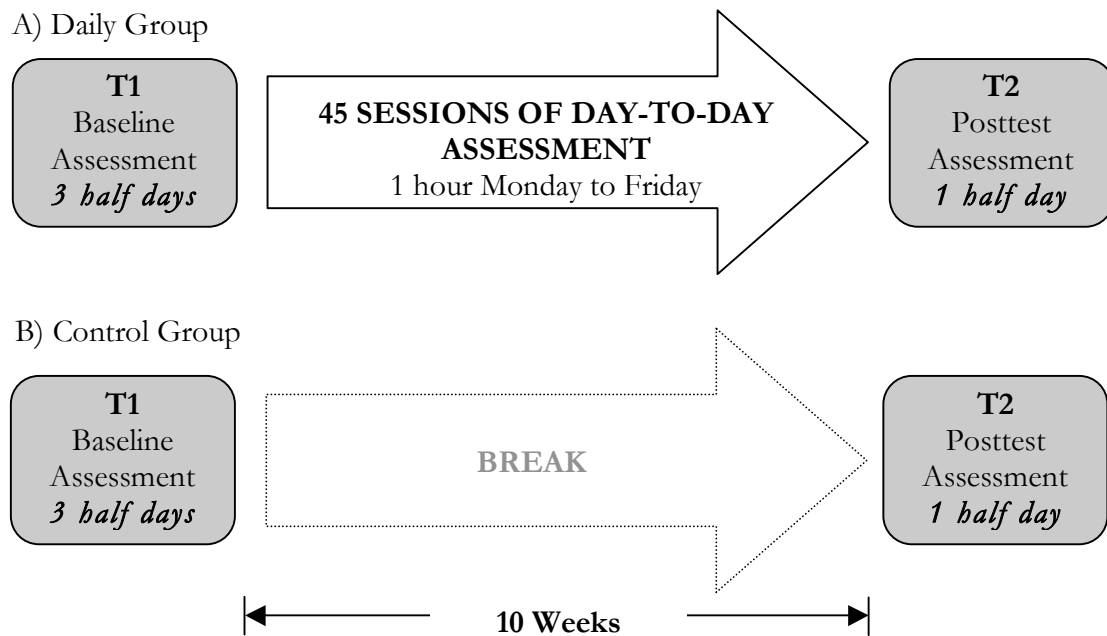 A) Daily Group
T1
Baseline
Assessment
3 half days
45 SESSIONS OF DAY-TO-DAY
ASSESSMENT
1 hour Monday to Friday
T2
Posttest
Assessment
1 half day
B) Control Group
T1
Baseline
Assessment
3 half days
BREAK
T2
Posttest
Assessment
1 half day
10 Weeks